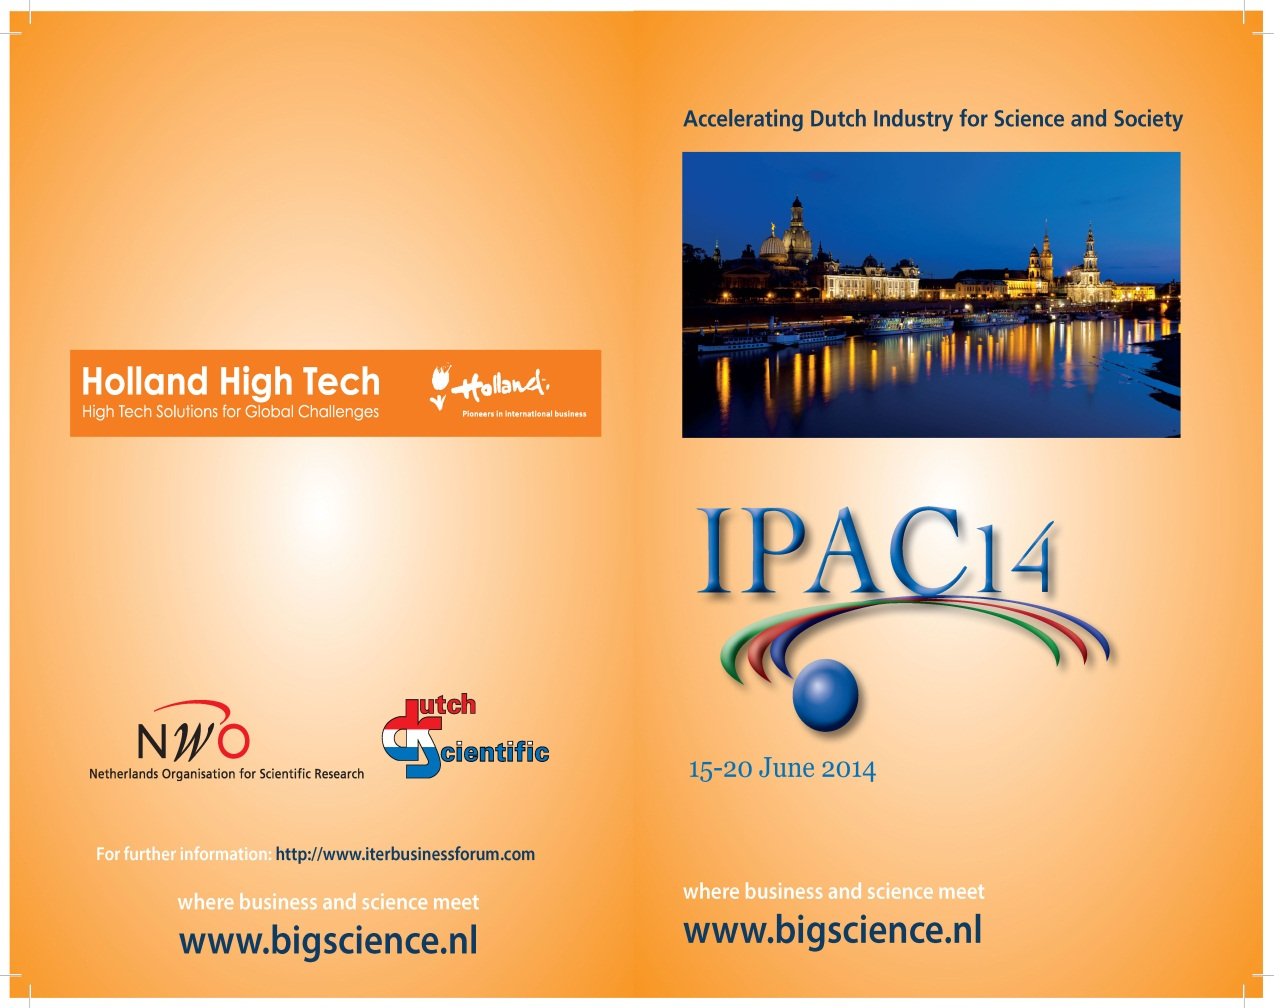 Holland High Tech
High Tech Solutions for Global Challenges
Holland
Pioneers in international business
NWO
Netherlands Organisation for Scientific Research
dutch
Scientific
For further information: http://www.iterbusinessforum.com
where business and science meet
www.bigscience.nl
Accelerating Dutch Industry for Science and Society
IPAC14
15-20 June 2014
where business and science meet
www.bigscience.nl